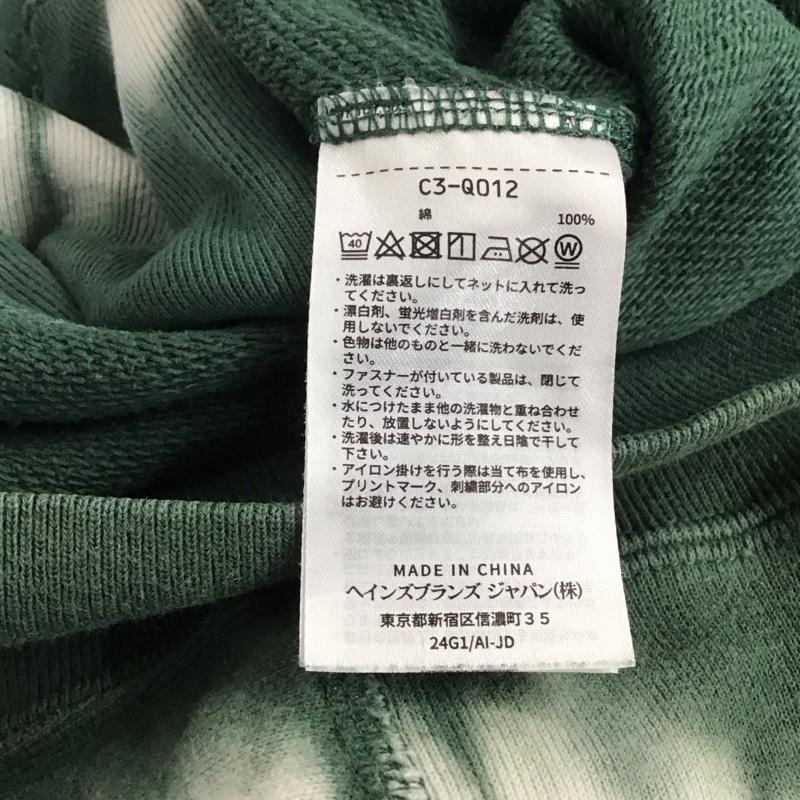 C3-Q012
綿 100%
40 W
・洗濯は裏返しにしてネットに入れて洗っ
てください。
・漂白剤、蛍光増白剤を含んだ洗剤は、使
用しないでください。
・色物は他のものと一緒に洗わないでくだ
さい。
・ファスナーが付いている製品は、閉じて
洗ってください。
・水につけたまま他の洗濯物と重ね合わせ
たり、放置しないようにしてください。
・洗濯後は速やかに形を整え日陰で干して
下さい。
・アイロン掛けを行う際は当て布を使用し、
プリントマーク、刺繍部分へのアイロン
はお避けください。
MADE IN CHINA
ヘインズブランズ ジャパン(株)
東京都新宿区信濃町35
24G1/AI-JD